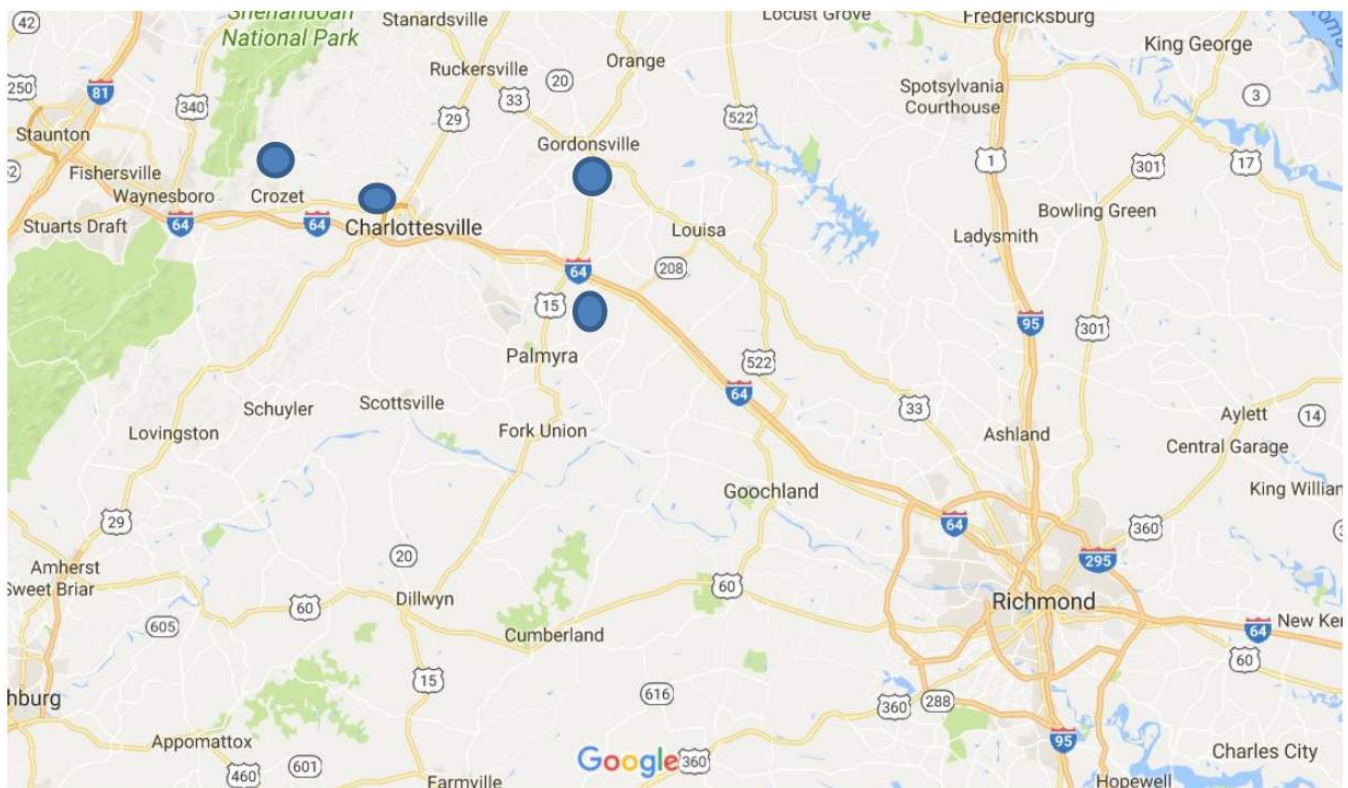 Shenandoah
National Park
42
Stanardsville
Locust Grove
Fredericksburg
King George
Ruckersville
20
Orange
250
81
340
33
29
522
Spotsylvania
Courthouse
3
Staunton
Gordonsville
1
301
17
Fishersville
Waynesboro
Crozet
Stuarts Draft
64
64
Charlottesville
Louisa
Bowling Green
Ladysmith
64
208
15
95
301
Palmyra
522
64
Schuyler
Scottsville
33
Aylett
14
Lovingston
Fork Union
Ashland
Central Garage
Goochland
King William
29
64
360
20
295
Amherst
Sweet Briar
60
Dillwyn
60
Richmond
605
Cumberland
64
New Ke
60
15
616
hburg
360
288
Appomattox
95
Google
360
Charles City
460
601
Farmville
Hopewell